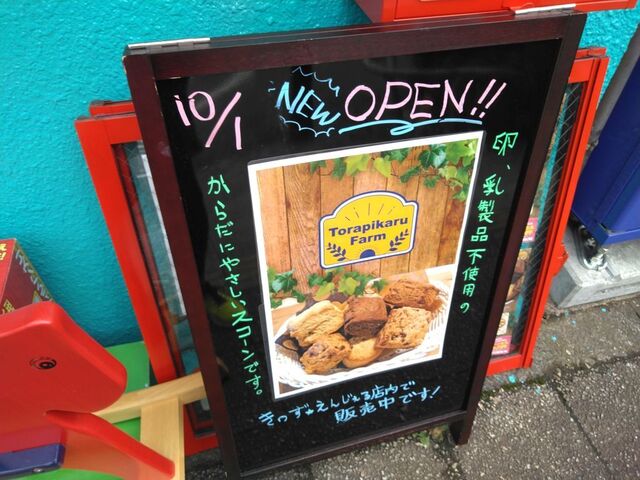 10/1
NEW
OPEN!!
卵、乳製品不使用の
からだにやさしいスコーンです。
Torapikaru
Farm
きっずえんじぇる店内で
販売中です!